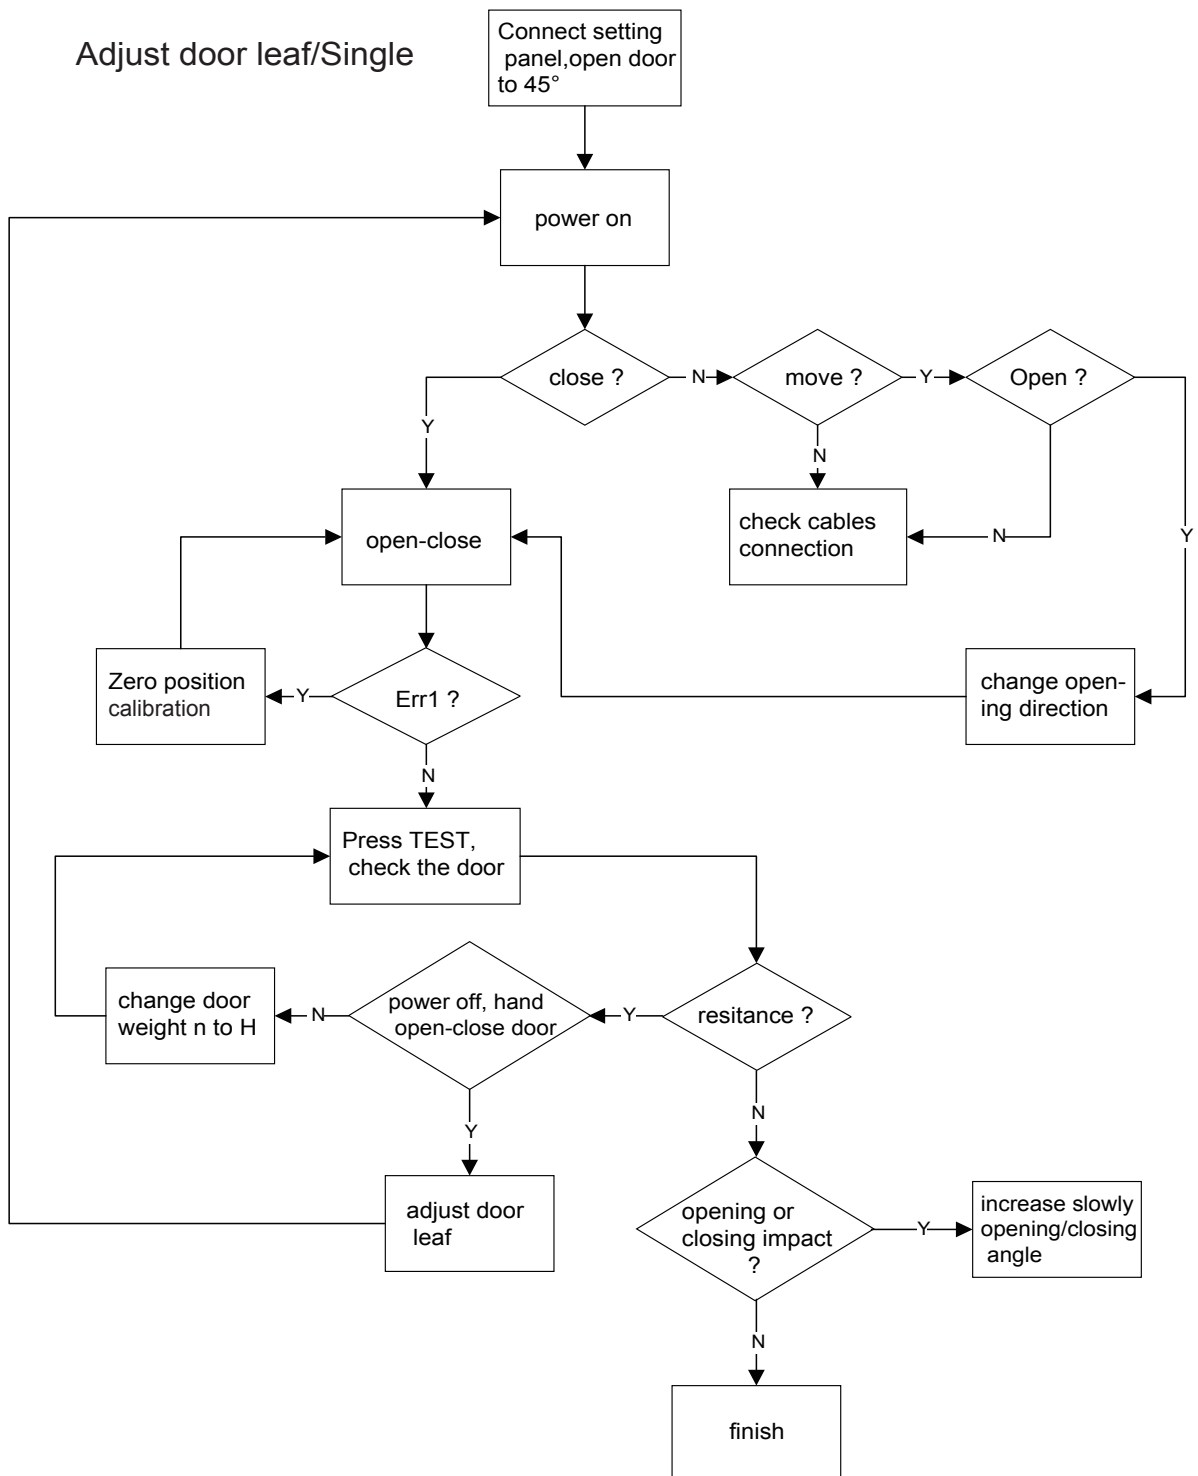 Adjust door leaf/Single
Connect setting
panel,open door
to 45°
power on
close ?
N
move ?
Y
Open ?
Y
N
check cables
connection
N
Y
open-close
Zero position
calibration
Y
Err1 ?
change open-
ing direction
N
Press TEST,
check the door
change door
weight n to H
N
power off, hand
open-close door
Y
resitance ?
Y
N
adjust door
leaf
opening or
closing impact
?
Y
increase slowly
opening/closing
angle
N
finish